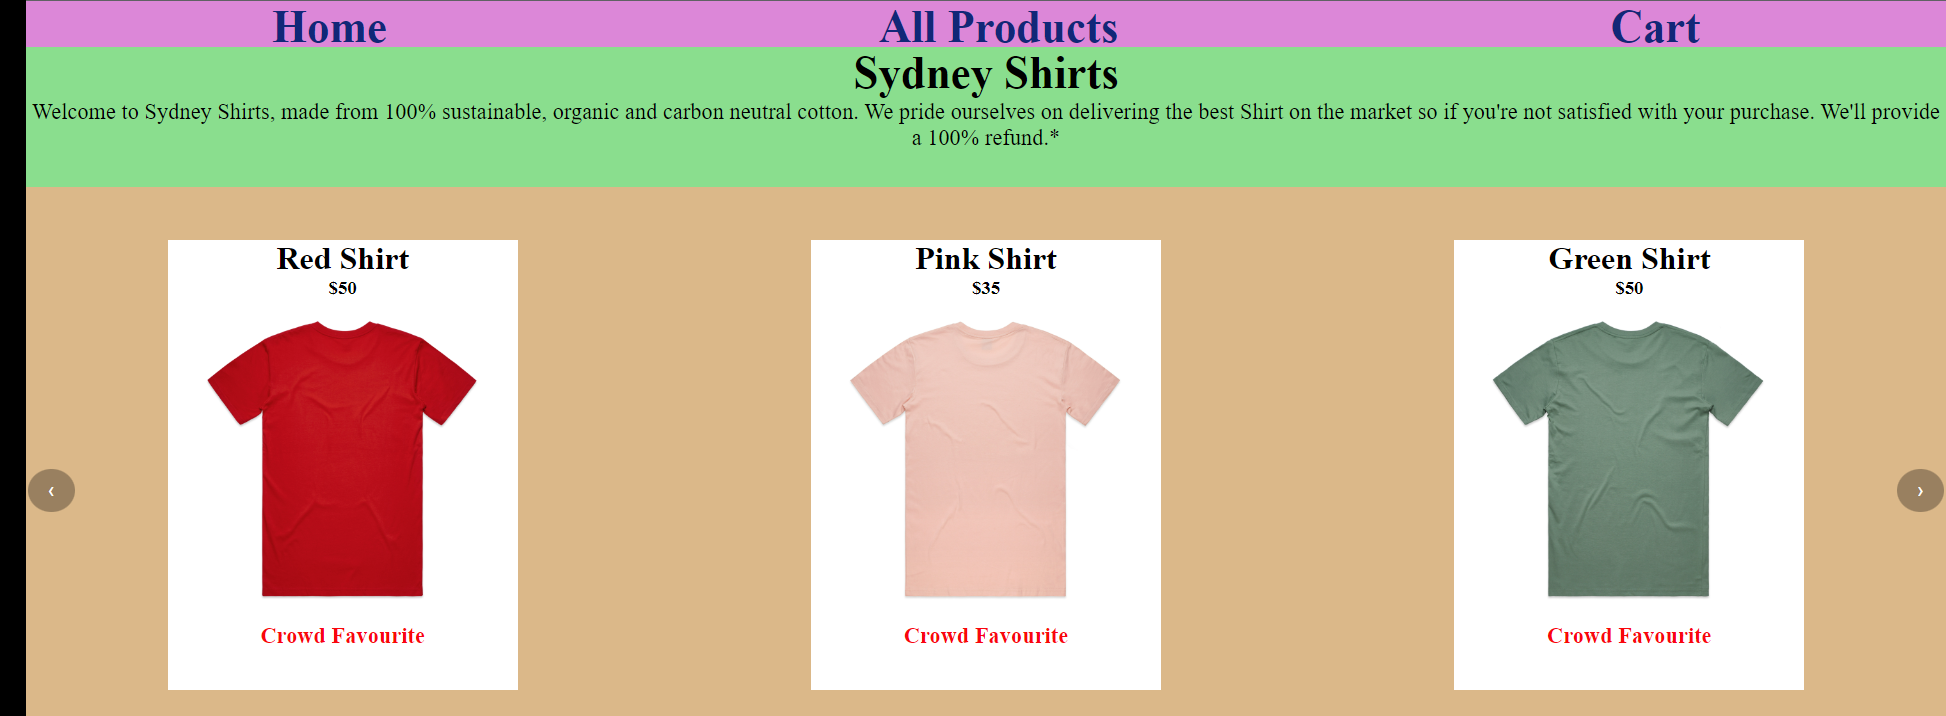 Home All Products Cart
Sydney Shirts
Welcome to Sydney Shirts, made from 100% sustainable, organic and carbon neutral cotton. We pride ourselves on delivering the best Shirt on the market so if you're not satisfied with your purchase. We'll provide
a 100% refund.*
Red Shirt
$50
Crowd Favourite
Pink Shirt
$35
Crowd Favourite
Green Shirt
$50
Crowd Favourite
‹
›